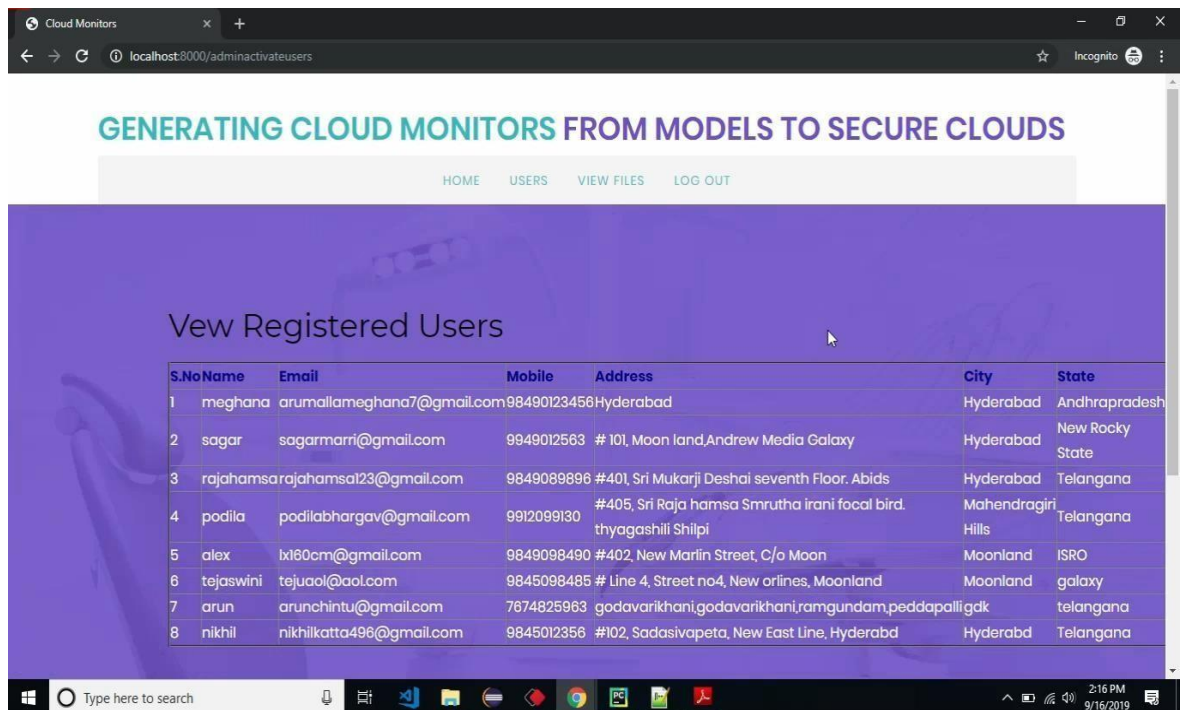 Cloud Monitors
localhost:8000/adminactivateusers
Incognito
GENERATING CLOUD MONITORS FROM MODELS TO SECURE CLOUDS
HOME USERS VIEW FILES LOG OUT
Vew Registered Users
S.No Name Email Mobile Address City State
1 meghana arumallameghana7@gmail.com 98490123456 Hyderabad Hyderabad Andhrapradesh
2 sagar sagarmarri@gmail.com 9949012563 # 101, Moon land,Andrew Media Galaxy Hyderabad New Rocky
State
3 rajahamsa rajahamsa123@gmail.com 9849089896 #401, Sri Mukarji Deshai seventh Floor. Abids Hyderabad Telangana
4 podila podilabhargav@gmail.com 9912099130 #405, Sri Raja hamsa Smrutha irani focal bird. Mahendragiri Telangana
thyagashili Shilpi Hills
5 alex lx160cm@gmail.com 9849098490 #402, New Marlin Street, C/o Moon Moonland ISRO
6 tejaswini tejuaol@aol.com 9845098485 # Line 4, Street no4, New orlines, Moonland Moonland galaxy
7 arun arunchintu@gmail.com 7674825963 godavarikhani,godavarikhani,ramgundam,peddapalli gdk telangana
8 nikhil nikhilkatta496@gmail.com 9845012356 #102, Sadasivapeta, New East Line, Hyderabd Hyderabd Telangana
Type here to search
PC
2:16 PM
9/16/2019